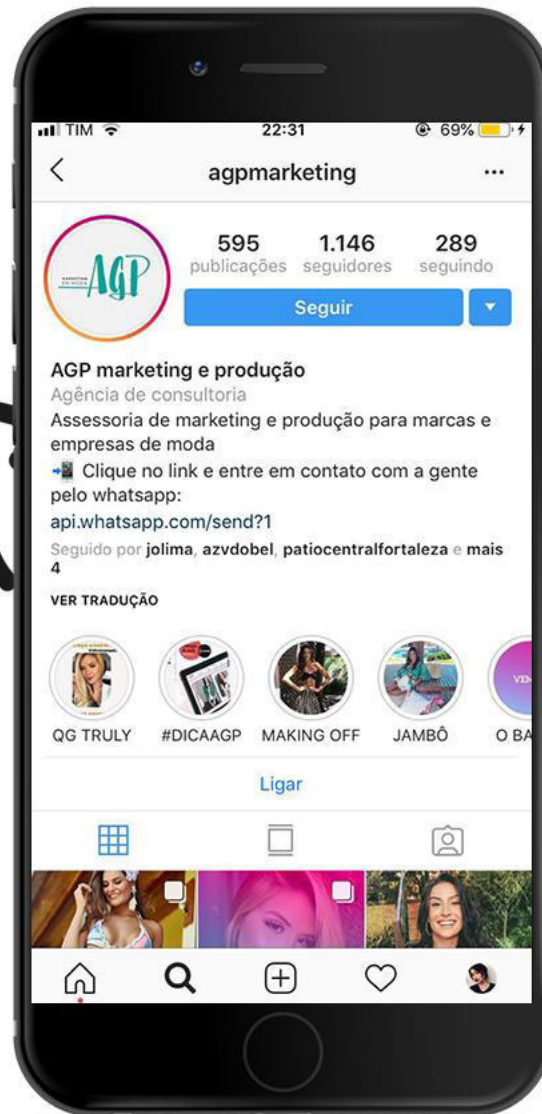 TIM 22:31 69%
agpmarketing
MARKETING
EM MODA
AGP
595 1.146 289
publicações seguidores seguindo
Seguir
AGP marketing e produção
Agência de consultoria
Assessoria de marketing e produção para marcas e
empresas de moda
Clique no link e entre em contato com a gente
pelo whatsapp:
api.whatsapp.com/send?1
Seguido por jolima, azvdobel, patiocentralfortaleza e mais
4
VER TRADUÇÃO
QG TRULY #DICAAGP MAKING OFF JAMBÔ O BA
Ligar